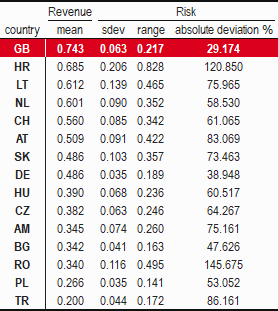 Revenue Risk
country mean sdev range absolute deviation %
GB 0.743 0.063 0.217 29.174
HR 0.685 0.206 0.828 120.850
LT 0.612 0.139 0.465 75.965
NL 0.601 0.090 0.352 58.530
CH 0.560 0.085 0.342 61.065
AT 0.509 0.091 0.422 83.069
SK 0.486 0.103 0.357 73.463
DE 0.486 0.035 0.189 38.948
HU 0.390 0.068 0.236 60.517
CZ 0.382 0.063 0.246 64.267
AM 0.345 0.074 0.260 75.161
BG 0.342 0.041 0.163 47.626
RO 0.340 0.116 0.495 145.675
PL 0.266 0.035 0.141 53.052
TR 0.200 0.044 0.172 86.161